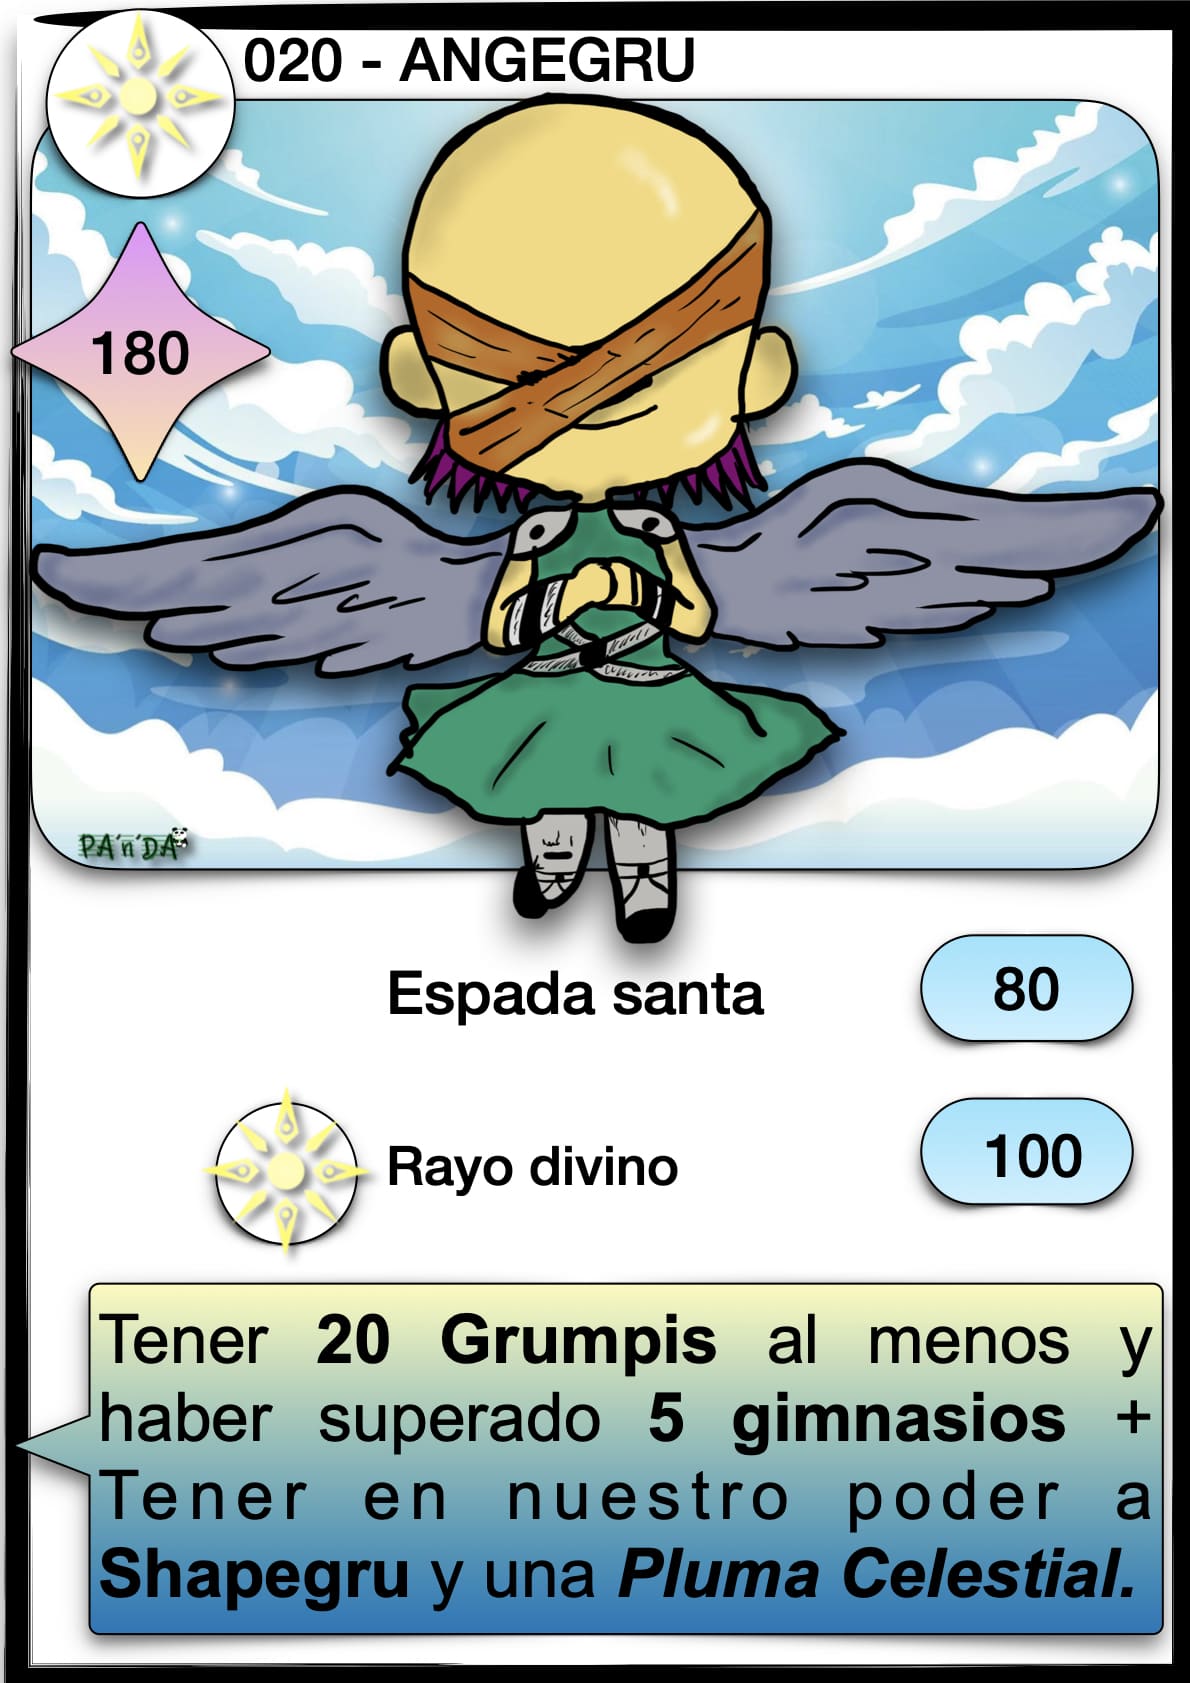 020 - ANGEGRU
180
PA'n'DA
Espada santa
80
Rayo divino
100
Tener 20 Grumpis al menos y
haber superado 5 gimnasios +
Tener en nuestro poder a
Shapegru y una Pluma Celestial.